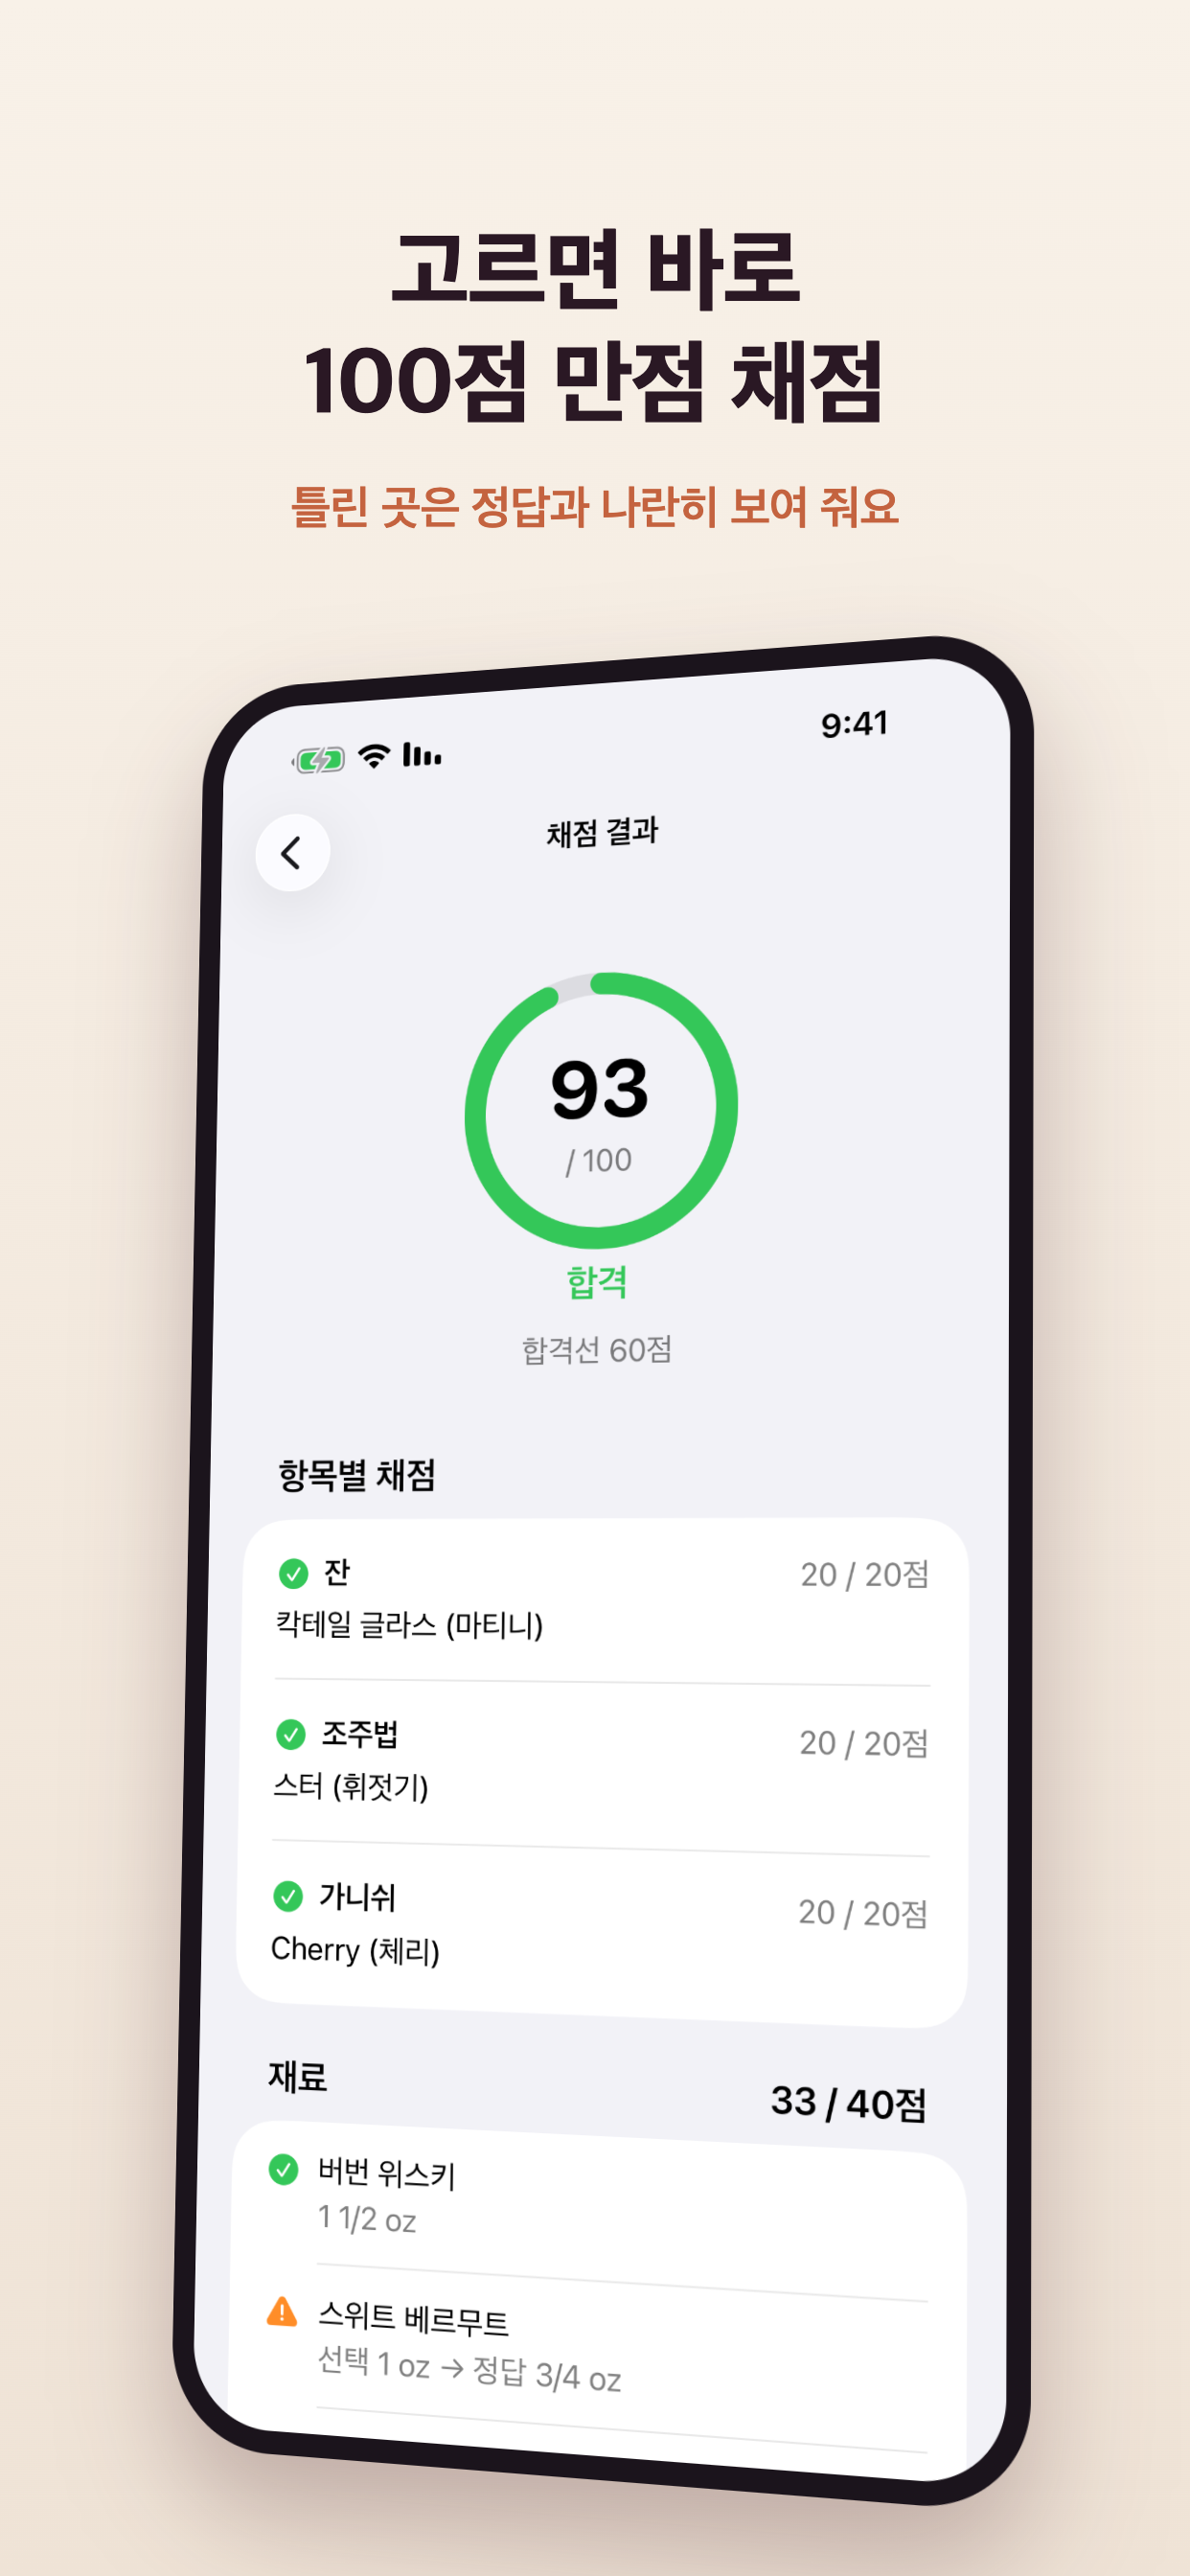 고르면 바로
100점 만점 채점
틀린 곳은 정답과 나란히 보여 줘요
9:41
채점 결과
93
/ 100
합격
합격선 60점
항목별 채점
잔 20 / 20점
칵테일 글라스 (마티니)
조주법 20 / 20점
스터 (휘젓기)
가니쉬 20 / 20점
Cherry (체리)
재료 33 / 40점
버번 위스키
1 1/2 oz
스위트 베르무트
선택 1 oz → 정답 3/4 oz